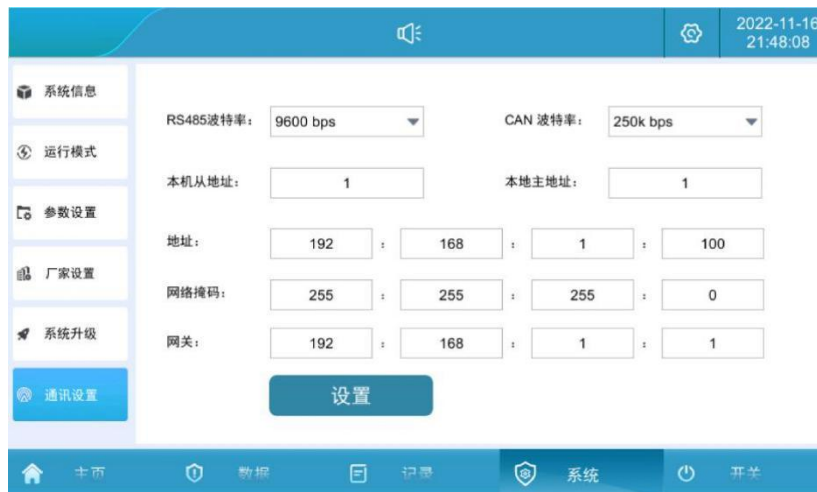 2022-11-16
21:48:08
系统信息
运行模式
参数设置
厂家设置
系统升级
通讯设置
RS485波特率: 9600 bps CAN 波特率: 250k bps
本机从地址: 1 本地主地址: 1
地址: 192 : 168 : 1 : 100
网络掩码: 255 : 255 : 255 : 0
网关: 192 : 168 : 1 : 1
设置
主页 数据 记录 系统 开关